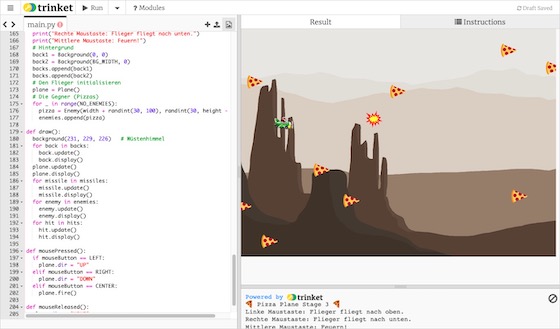 trinket
Run
? Modules
Draft Saved
main.py
Result
Instructions
165 print("Rechte Maustaste: Flieger fliegt nach unten.")
166 print("Mittlere Maustaste: Feuern!")
167 # Hintergrund
168 back1 = Background(0, 0)
169 back2 = Background(BG_WIDTH, 0)
170 backs.append(back1)
171 backs.append(back2)
172 # Den Flieger initialisieren
173 plane = Plane()
174 # Die Gegner (Pizzas)
175 for _ in range(NO_ENEMIES):
176 pizza = Enemy(width + randint(30, 100), randint(30, height -
177 enemies.append(pizza)
178
179 def draw():
180 background(231, 229, 226) # Wüstenhimmel
181 for back in backs:
182 back.update()
183 back.display()
184 plane.update()
185 plane.display()
186 for missile in missiles:
187 missile.update()
188 missile.display()
189 for enemy in enemies:
190 enemy.update()
191 enemy.display()
192 for hit in hits:
193 hit.update()
194 hit.display()
195
196 def mousePressed():
197 if mouseButton == LEFT:
198 plane.dir = "UP"
199 elif mouseButton == RIGHT:
200 plane.dir = "DOWN"
201 elif mouseButton == CENTER:
202 plane.fire()
203
204 def mouseReleased():
205
Powered by trinket
🍕 Pizza Plane Stage 3 🍕
Linke Maustaste: Flieger fliegt nach oben.
Rechte Maustaste: Flieger fliegt nach unten.
Mittlere Maustaste: Feuern!